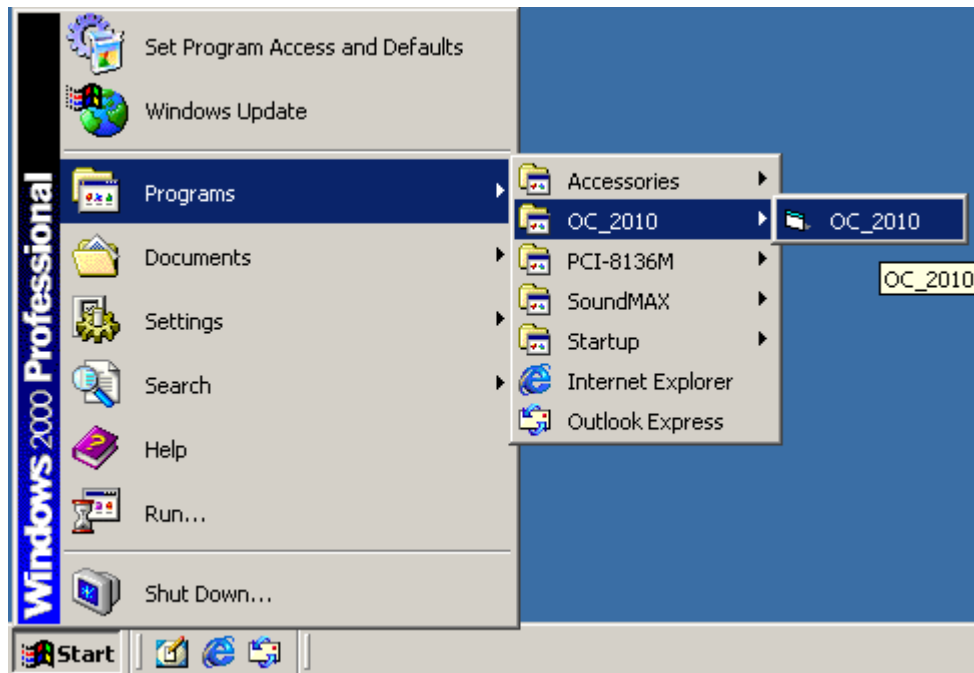 Set Program Access and Defaults
Windows Update
Programs
Documents
Settings
Search
Help
Run...
Shut Down...
Windows 2000 Professional
Accessories
OC_2010
PCI-8136M
SoundMAX
Startup
Internet Explorer
Outlook Express
OC_2010
OC_2010
Start